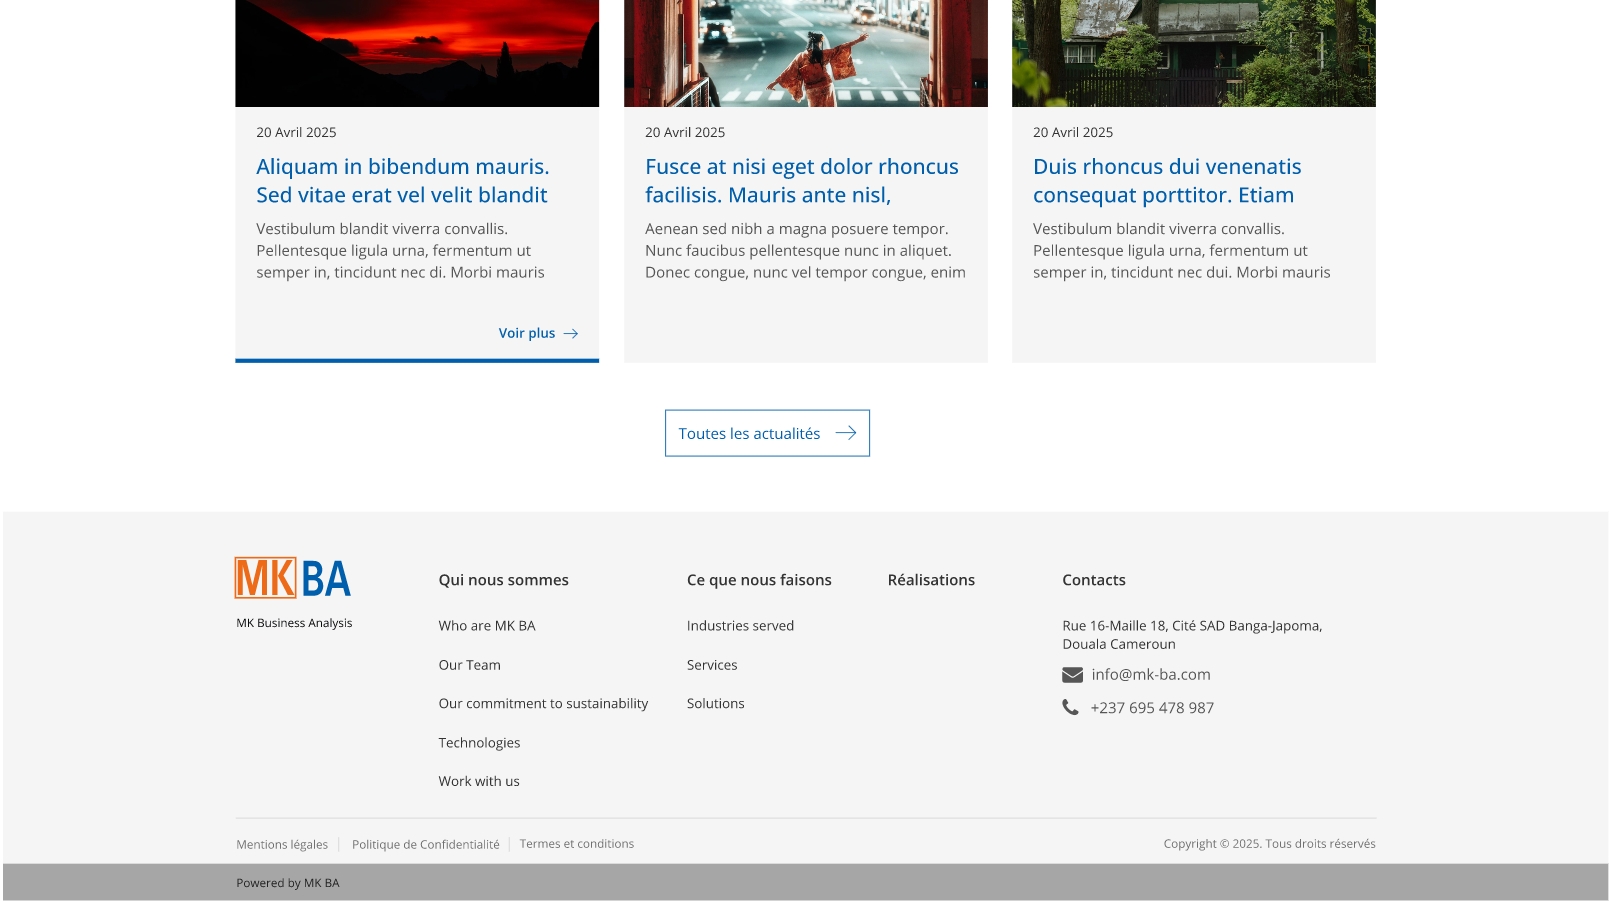 20 Avril 2025
Aliquam in bibendum mauris.
Sed vitae erat vel velit blandit
Vestibulum blandit viverra convallis.
Pellentesque ligula urna, fermentum ut
semper in, tincidunt nec di. Morbi mauris
Voir plus
20 Avril 2025
Fusce at nisi eget dolor rhoncus
facilisis. Mauris ante nisl,
Aenean sed nibh a magna posuere tempor.
Nunc faucibus pellentesque nunc in aliquet.
Donec congue, nunc vel tempor congue, enim
20 Avril 2025
Duis rhoncus dui venenatis
consequat porttitor. Etiam
Vestibulum blandit viverra convallis.
Pellentesque ligula urna, fermentum ut
semper in, tincidunt nec dui. Morbi mauris
Toutes les actualités
MK BA
MK Business Analysis
Qui nous sommes
Who are MK BA
Our Team
Our commitment to sustainability
Technologies
Work with us
Ce que nous faisons
Industries served
Services
Solutions
Réalisations
Contacts
Rue 16-Maille 18, Cité SAD Banga-Japoma,
Douala Cameroun
info@mk-ba.com
+237 695 478 987
Mentions légales
Politique de Confidentialité
Termes et conditions
Copyright © 2025. Tous droits réservés
Powered by MK BA